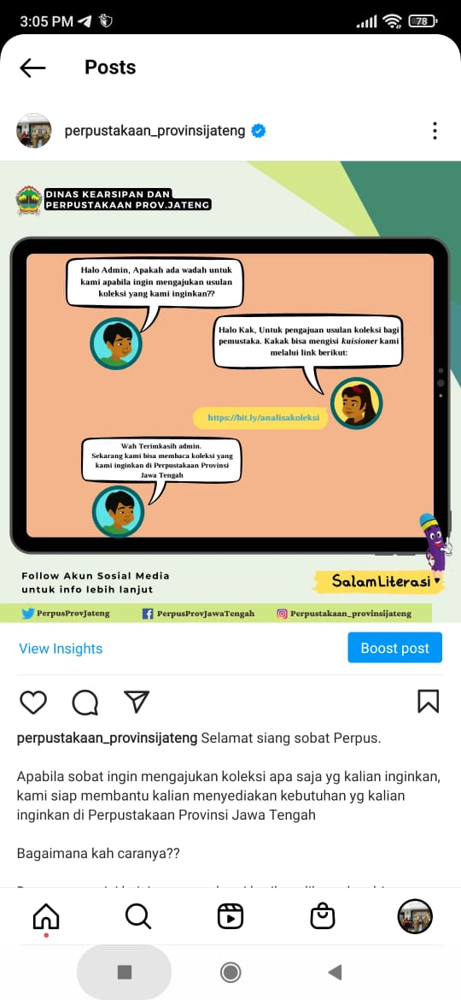 3:05 PM
78
Posts
perpustakaan_provinsijateng
DINAS KEARSIPAN DAN
PERPUSTAKAAN PROV.JATENG
Halo Admin, Apakah ada wadah untuk
kami apabila ingin mengajukan usulan
koleksi yang kami inginkan??
Halo Kak, Untuk pengajuan usulan koleksi bagi
pemustaka. Kakak bisa mengisi kuisioner kami
melalui link berikut:
https://bit.ly/analisakoleksi
Wah Terimkasih admin.
Sekarang kami bisa membaca koleksi yang
kami inginkan di Perpustakaan Provinsi
Jawa Tengah
Follow Akun Sosial Media
untuk info lebih lanjut
SalamLiterasi
PerpusProvJateng
PerpusProvJawaTengah
Perpustakaan_provinsijateng
View Insights
Boost post
perpustakaan_provinsijateng Selamat siang sobat Perpus.
Apabila sobat ingin mengajukan koleksi apa saja yg kalian inginkan,
kami siap membantu kalian menyediakan kebutuhan yg kalian
inginkan di Perpustakaan Provinsi Jawa Tengah
Bagaimana kah caranya??